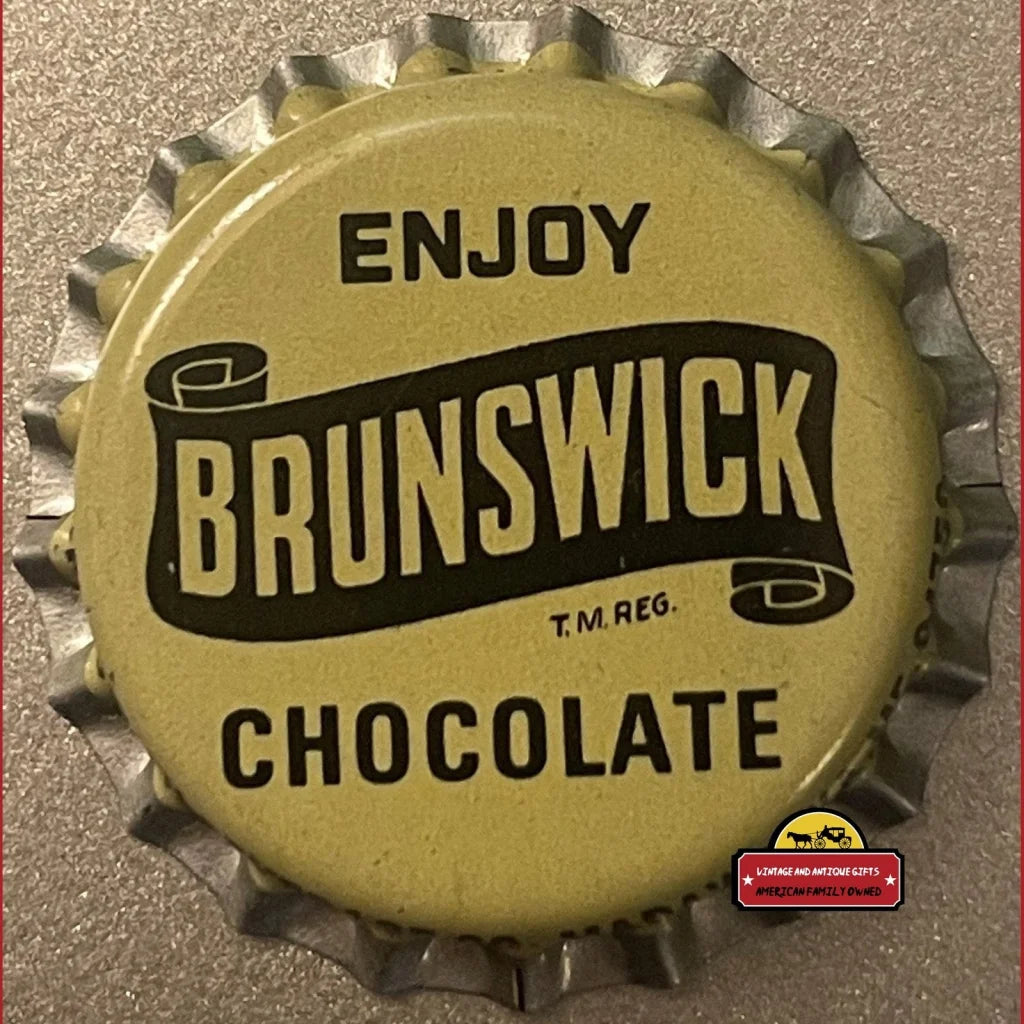 ENJOY
BRUNSWICK
T.M. REG.
CHOCOLATE
VINTAGE AND ANTIQUE GIFTS
AMERICAN FAMILY OWNED